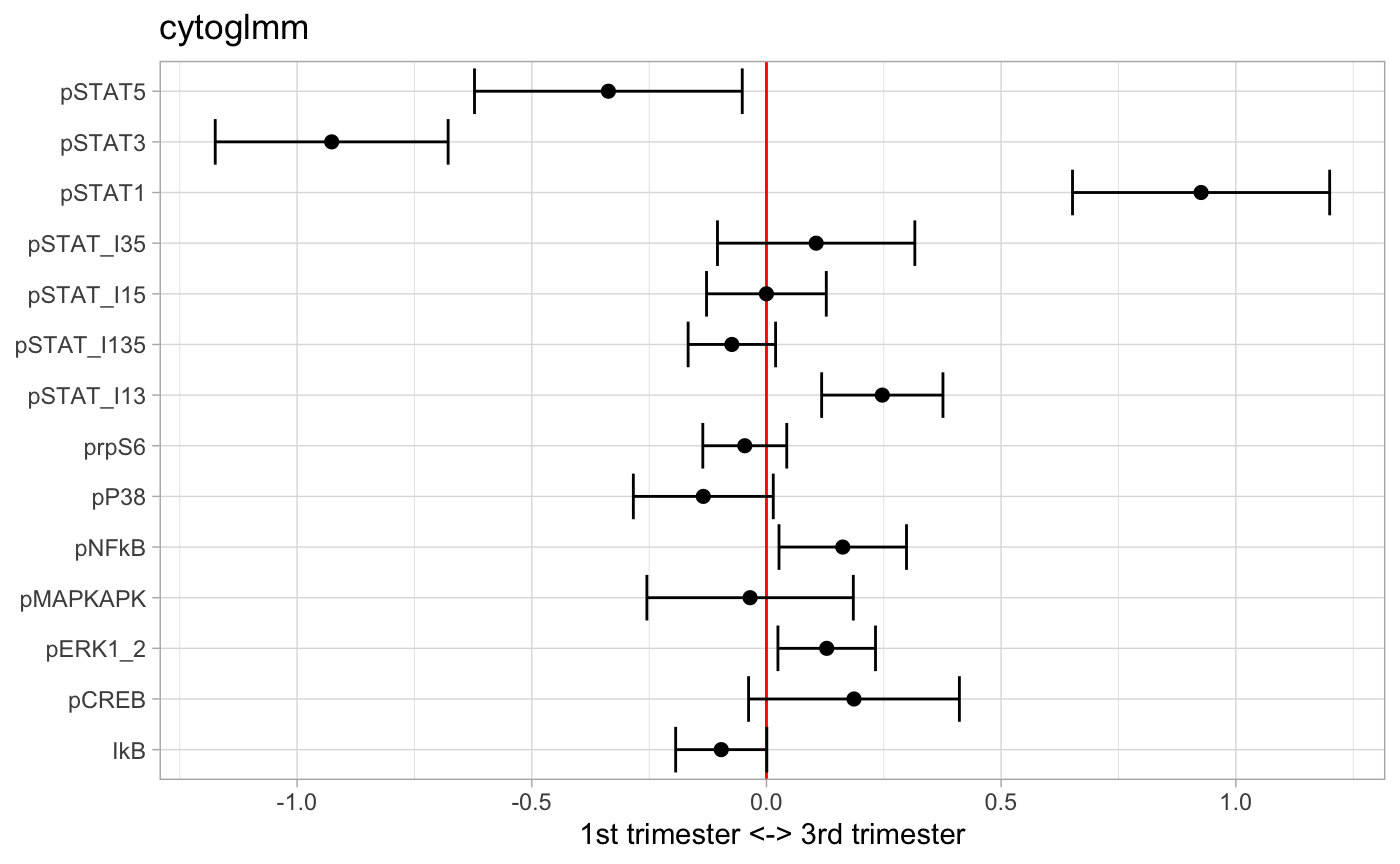 cytoglmm
pSTAT5
pSTAT3
pSTAT1
pSTAT_I35
pSTAT_I15
pSTAT_I135
pSTAT_I13
prpS6
pP38
pNFkB
pMAPKAPK
pERK1_2
pCREB
IkB
-1.0 -0.5 0.0 0.5 1.0
1st trimester <-> 3rd trimester